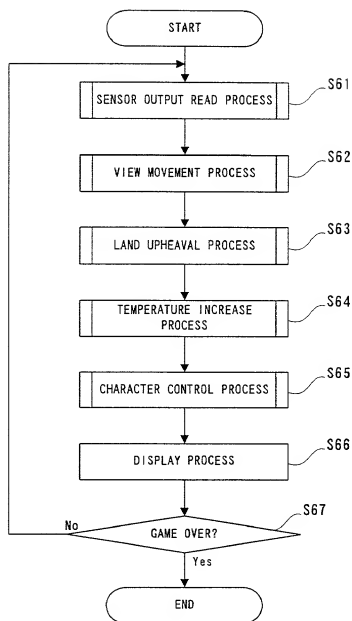 START
SENSOR OUTPUT READ PROCESS
S61
VIEW MOVEMENT PROCESS
S62
LAND UPHEAVAL PROCESS
S63
TEMPERATURE INCREASE
PROCESS
S64
CHARACTER CONTROL PROCESS
S65
DISPLAY PROCESS
S66
GAME OVER?
S67
No
Yes
END